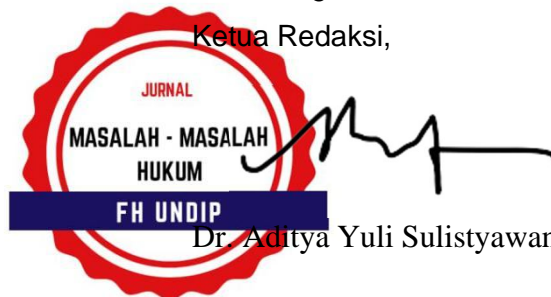 Ketua Redaksi,
JURNAL
MASALAH - MASALAH
HUKUM
FH UNDIP
Dr. Aditya Yuli Sulistyawan